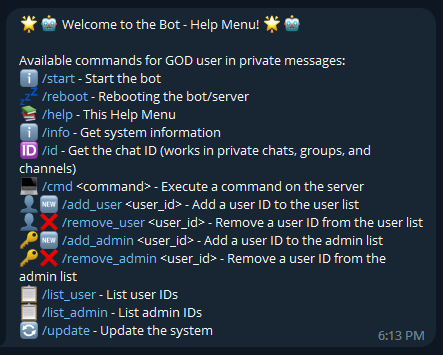 🌟🤖 Welcome to the Bot - Help Menu! 🌟🤖
Available commands for GOD user in private messages:
ℹ️ /start - Start the bot
💤 /reboot - Rebooting the bot/server
📚 /help - This Help Menu
ℹ️ /info - Get system information
🆔 /id - Get the chat ID (works in private chats, groups, and
channels)
💻 /cmd <command> - Execute a command on the server
👤🆕 /add_user <user_id> - Add a user ID to the user list
👤❌ /remove_user <user_id> - Remove a user ID from the user list
🔑🆕 /add_admin <user_id> - Add a user ID to the admin list
🔑❌ /remove_admin <user_id> - Remove a user ID from the
admin list
📋 /list_user - List user IDs
📋 /list_admin - List admin IDs
🔄 /update - Update the system
6:13 PM